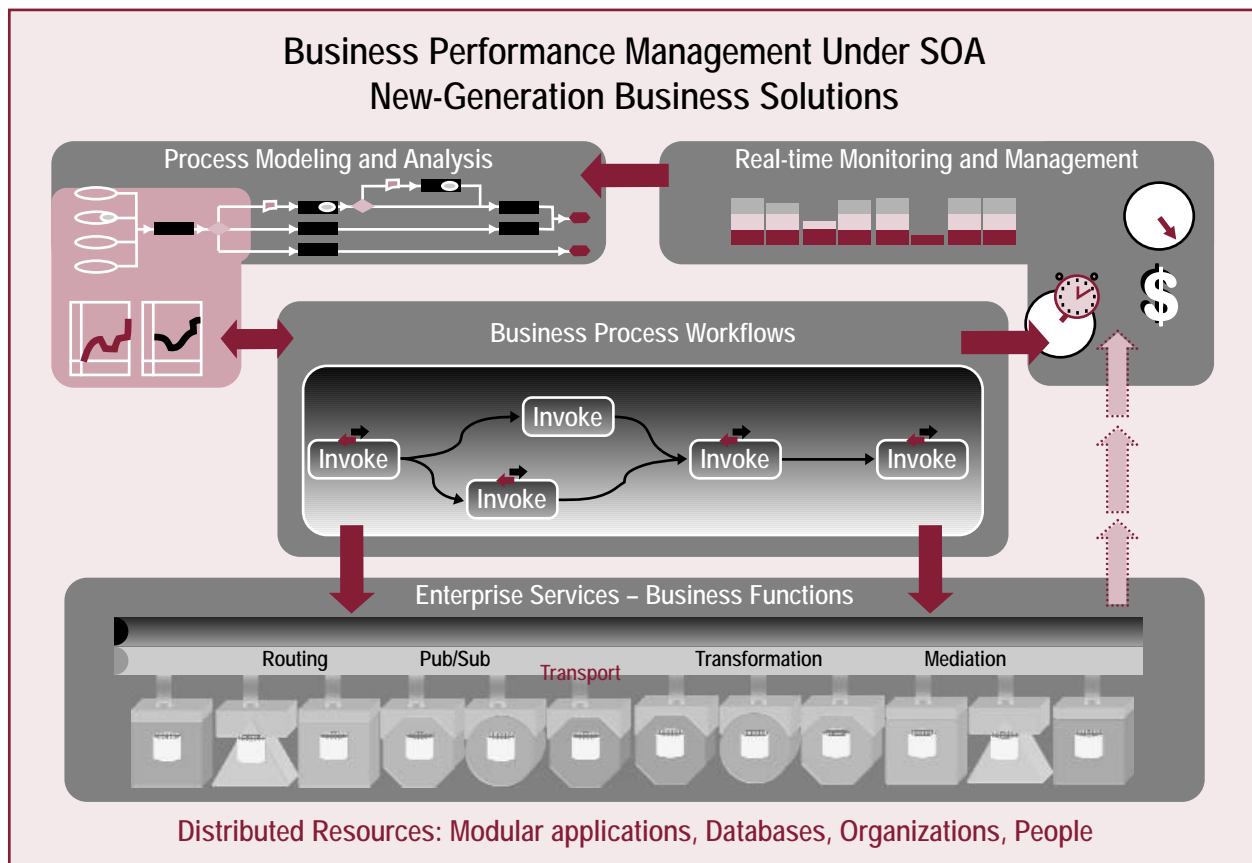 Business Performance Management Under SOA
New-Generation Business Solutions
Process Modeling and Analysis
Real-time Monitoring and Management
$
Business Process Workflows
Invoke
Invoke
Invoke
Invoke
Invoke
Enterprise Services – Business Functions
Routing
Pub/Sub
Transport
Transformation
Mediation
Distributed Resources: Modular applications, Databases, Organizations, People